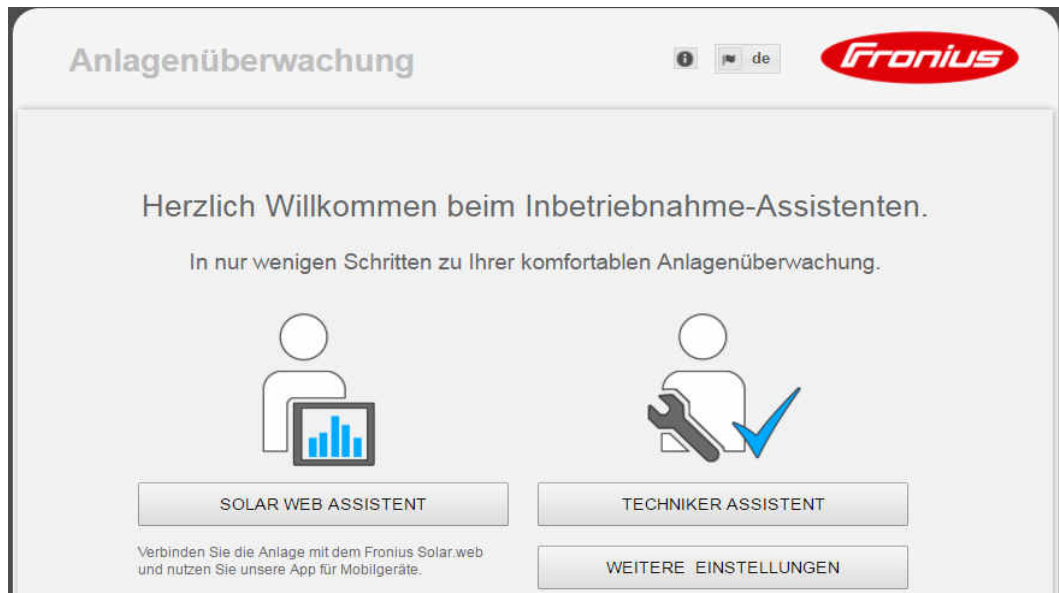 Anlagenüberwachung
de
Fronius
Herzlich Willkommen beim Inbetriebnahme-Assistenten.
In nur wenigen Schritten zu Ihrer komfortablen Anlagenüberwachung.
SOLAR WEB ASSISTENT
Verbinden Sie die Anlage mit dem Fronius Solar.web
und nutzen Sie unsere App für Mobilgeräte.
TECHNIKER ASSISTENT
WEITERE EINSTELLUNGEN